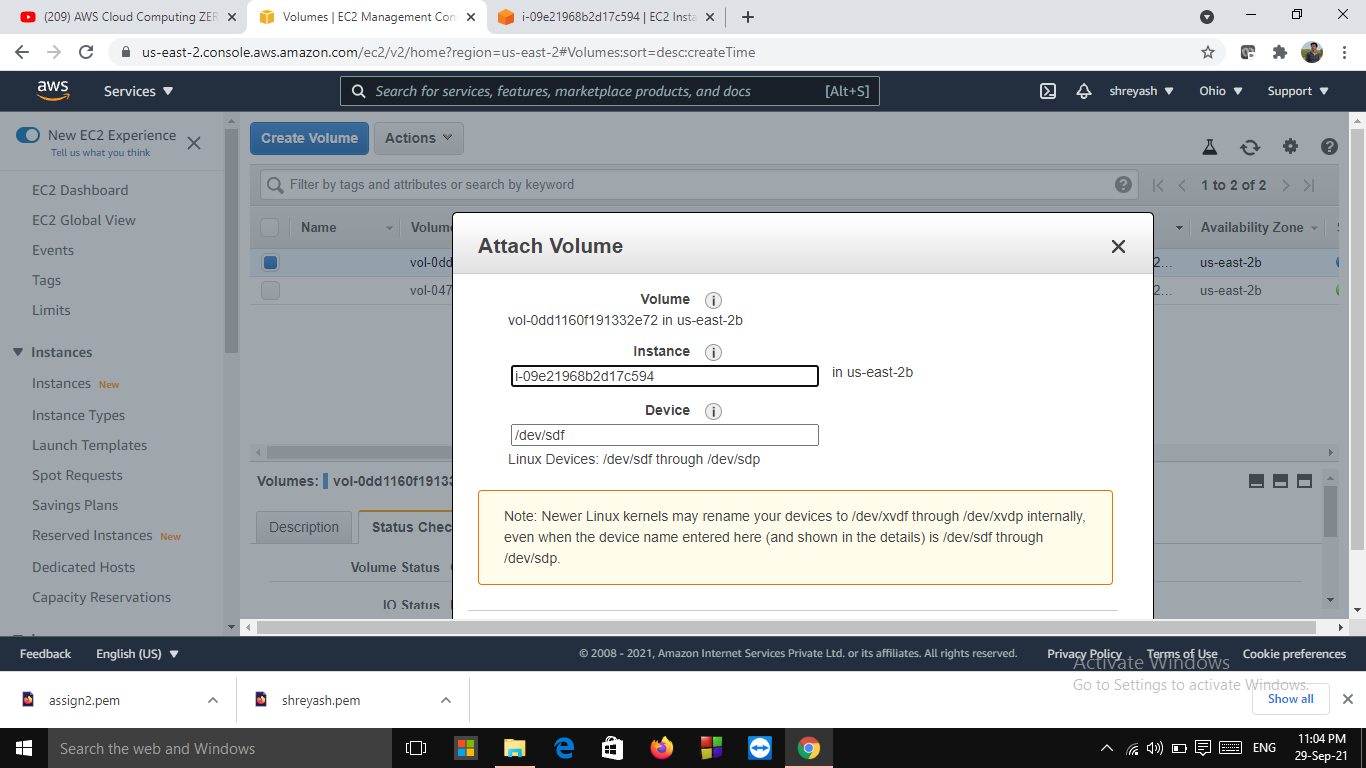 (209) AWS Cloud Computing ZER
Volumes | EC2 Management Con
i-09e21968b2d17c594 | EC2 Insta
us-east-2.console.aws.amazon.com/ec2/v2/home?region=us-east-2#Volumes:sort=desc:createTime
aws
Services
Search for services, features, marketplace products, and docs
[Alt+S]
shreyash
Ohio
Support
New EC2 Experience
Tell us what you think
Create Volume
Actions
EC2 Dashboard
EC2 Global View
Events
Tags
Limits
Instances
Instances New
Instance Types
Launch Templates
Spot Requests
Savings Plans
Reserved Instances New
Dedicated Hosts
Capacity Reservations
Filter by tags and attributes or search by keyword
1 to 2 of 2
Name
Volum
Availability Zone
vol-0dd
2...
us-east-2b
vol-047
2...
us-east-2b
Attach Volume
Volume
vol-0dd1160f191332e72 in us-east-2b
Instance
i-09e21968b2d17c594
in us-east-2b
Device
/dev/sdf
Linux Devices: /dev/sdf through /dev/sdp
Note: Newer Linux kernels may rename your devices to /dev/xvdf through /dev/xvdp internally,
even when the device name entered here (and shown in the details) is /dev/sdf through
/dev/sdp.
Volumes: vol-0dd1160f19133
Description
Status Chec
Volume Status
IO Status
Feedback
English (US)
© 2008 - 2021, Amazon Internet Services Private Ltd. or its affiliates. All rights reserved.
Privacy Policy
Terms of Use
Cookie preferences
Activate Windows
Go to Settings to activate Windows.
assign2.pem
shreyash.pem
Show all
Search the web and Windows
ENG
11:04 PM
29-Sep-21